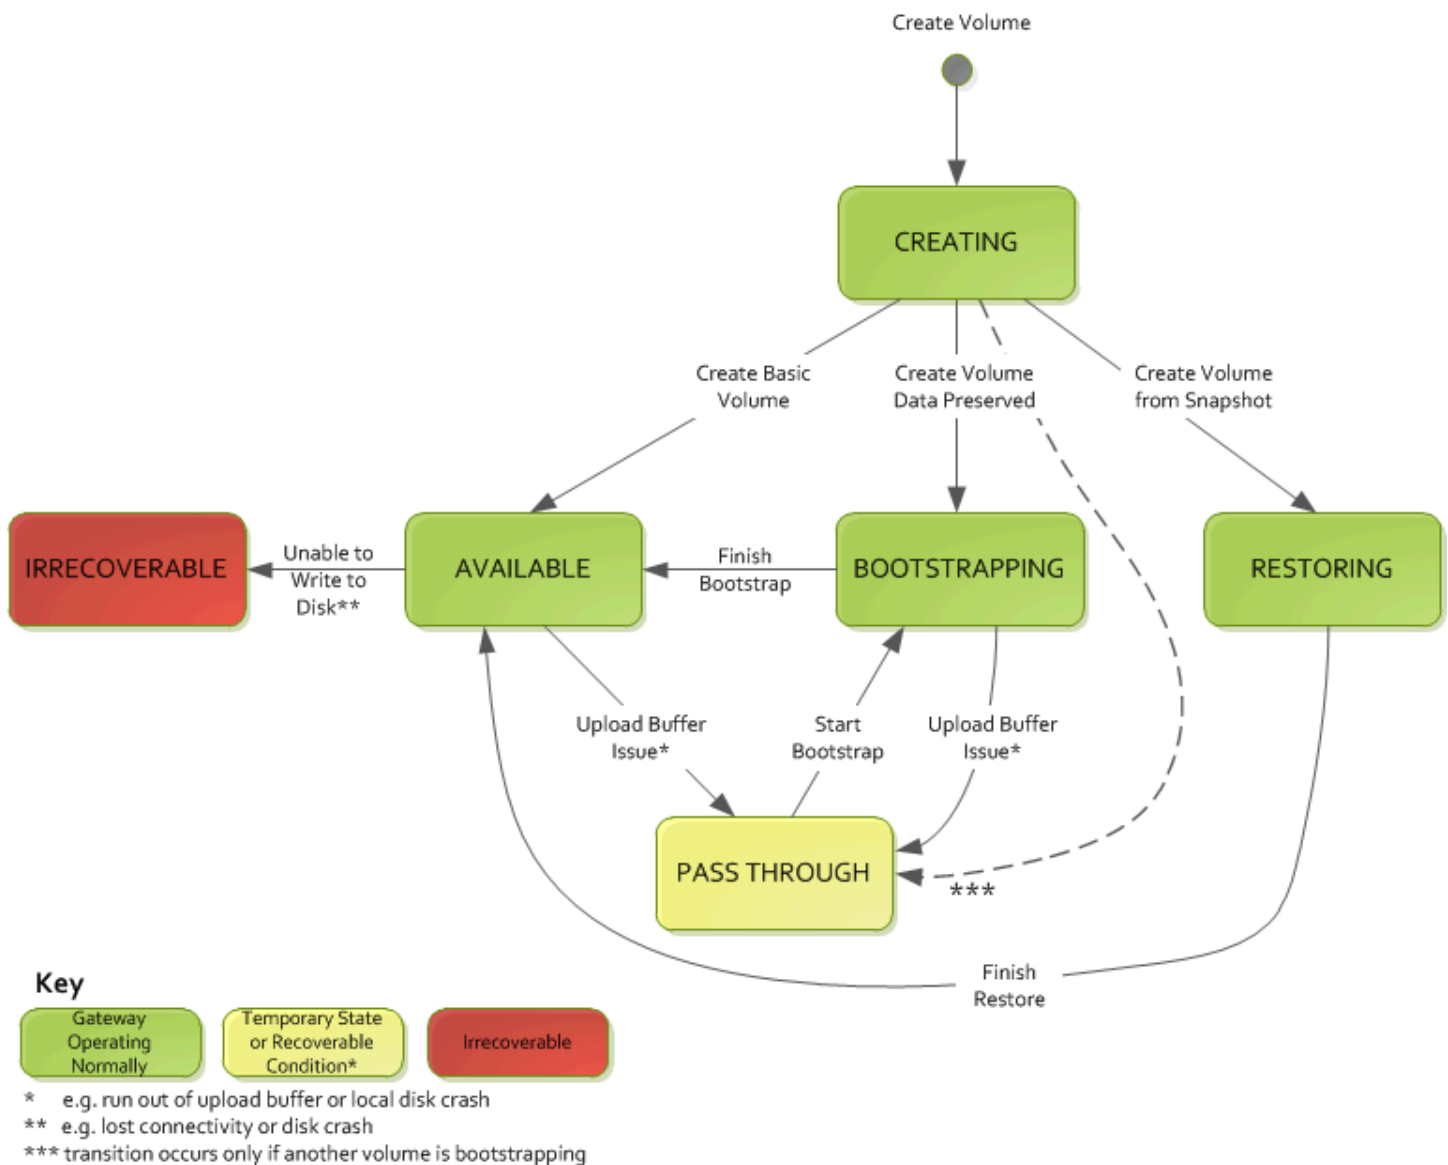 Create Volume
CREATING
Create Basic
Volume
Create Volume
Data Preserved
Create Volume
from Snapshot
IRRECOVERABLE
Unable to
Write to
Disk**
AVAILABLE
Finish
Bootstrap
BOOTSTRAPPING
RESTORING
Upload Buffer
Issue*
Start
Bootstrap
Upload Buffer
Issue*
PASS THROUGH
***
Finish
Restore
Key
Gateway
Operating
Normally
Temporary State
or Recoverable
Condition*
Irrecoverable
* e.g. run out of upload buffer or local disk crash
** e.g. lost connectivity or disk crash
*** transition occurs only if another volume is bootstrapping